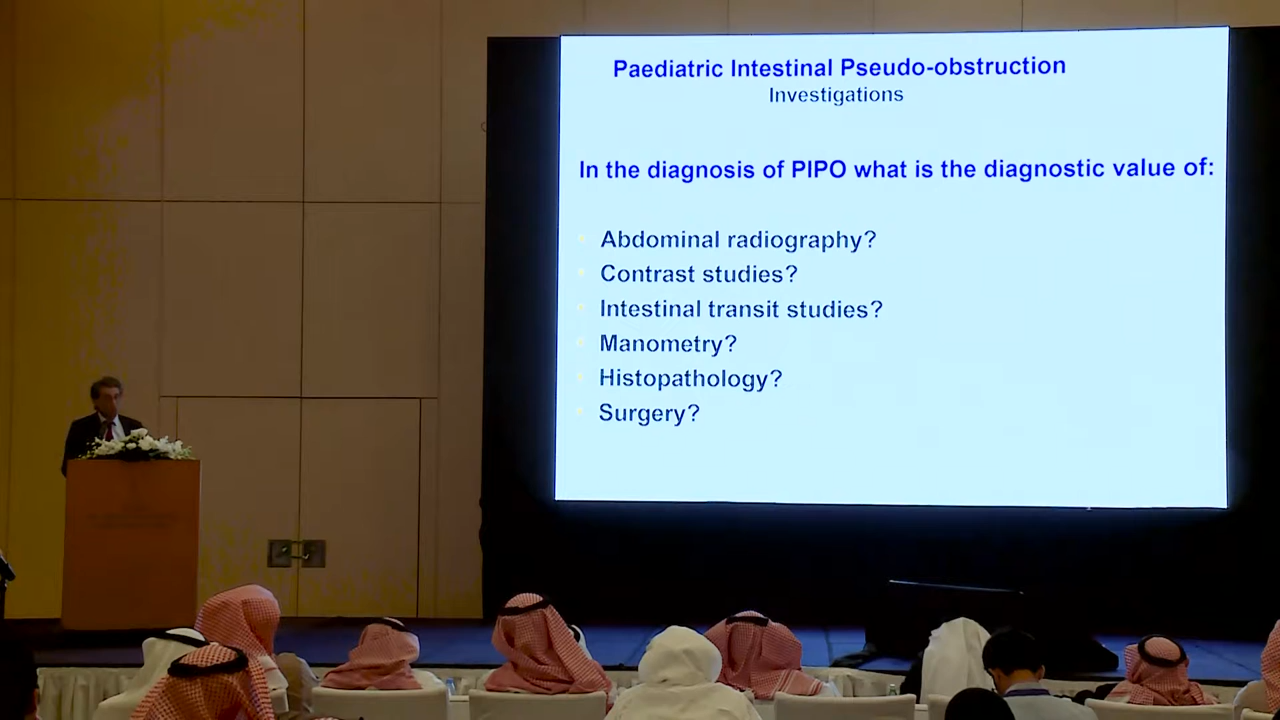 Paediatric Intestinal Pseudo-obstruction
Investigations
In the diagnosis of PIPO what is the diagnostic value of:
Abdominal radiography?
Contrast studies?
Intestinal transit studies?
Manometry?
Histopathology?
Surgery?